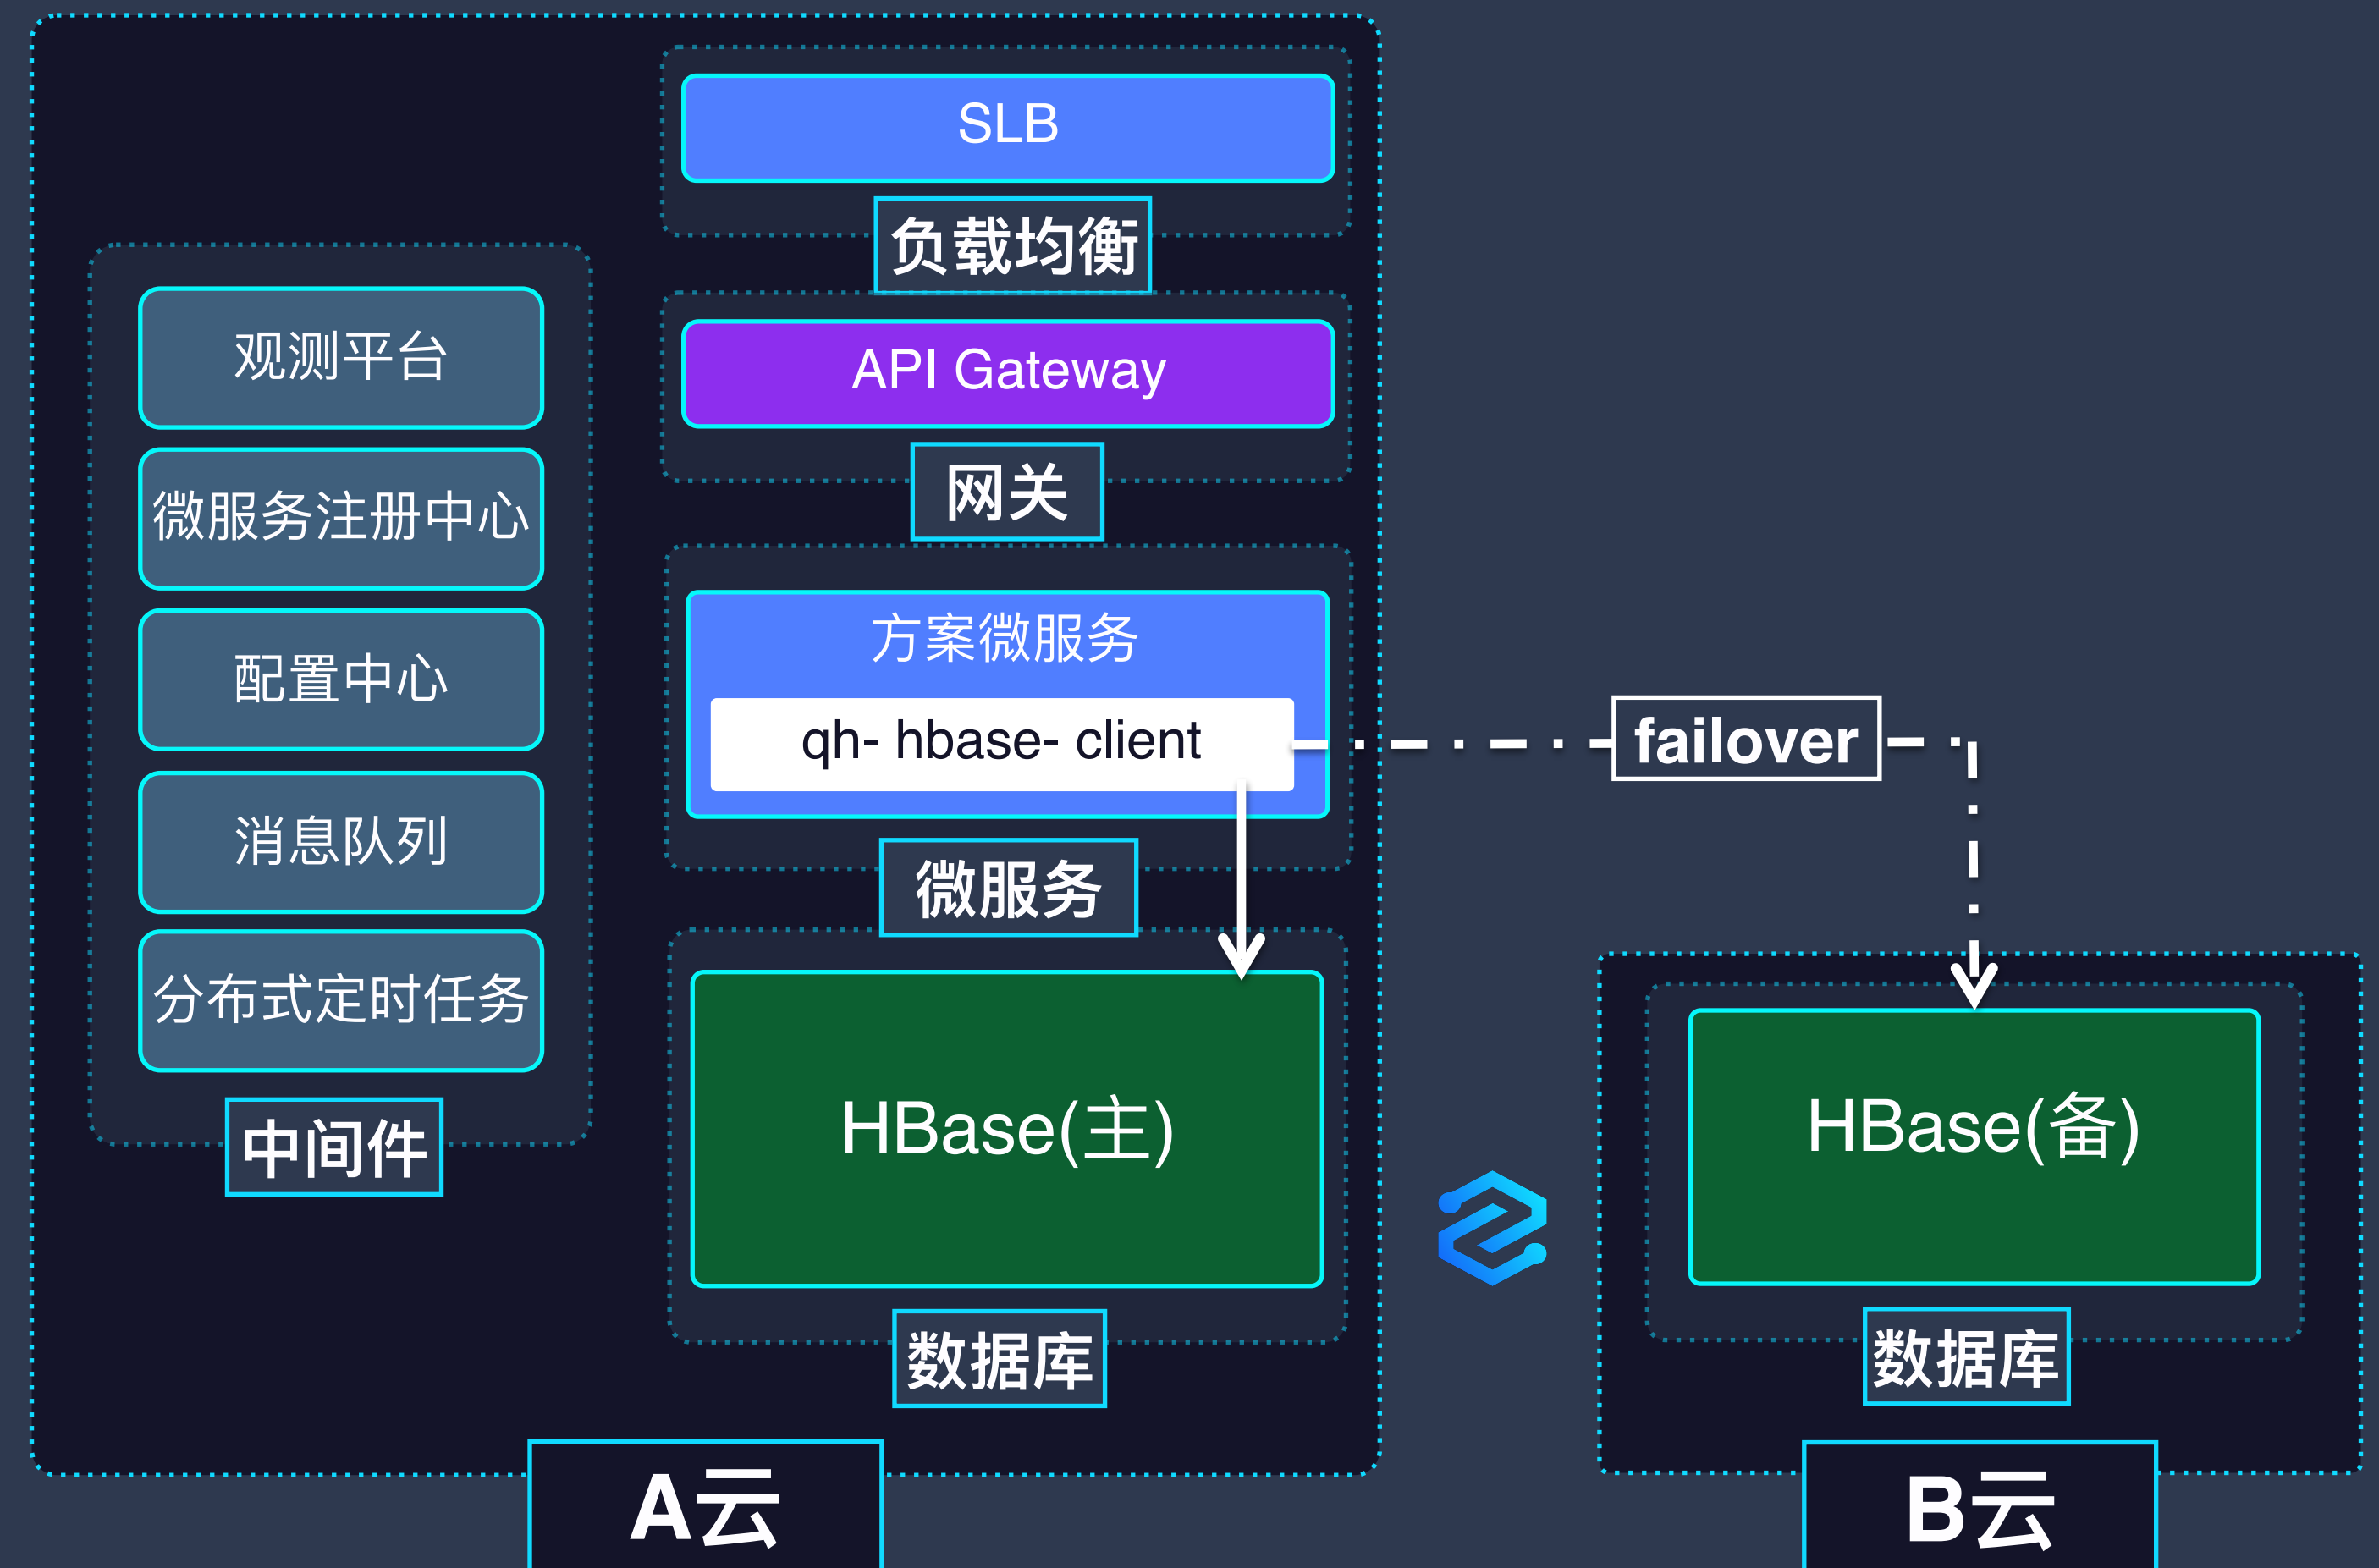 SLB
负载均衡
API Gateway
网关
观测平台
微服务注册中心
配置中心
消息队列
分布式定时任务
中间件
方案微服务
qh- hbase- client
微服务
failover
HBase(主)
数据库
HBase(备)
数据库
A云
B云